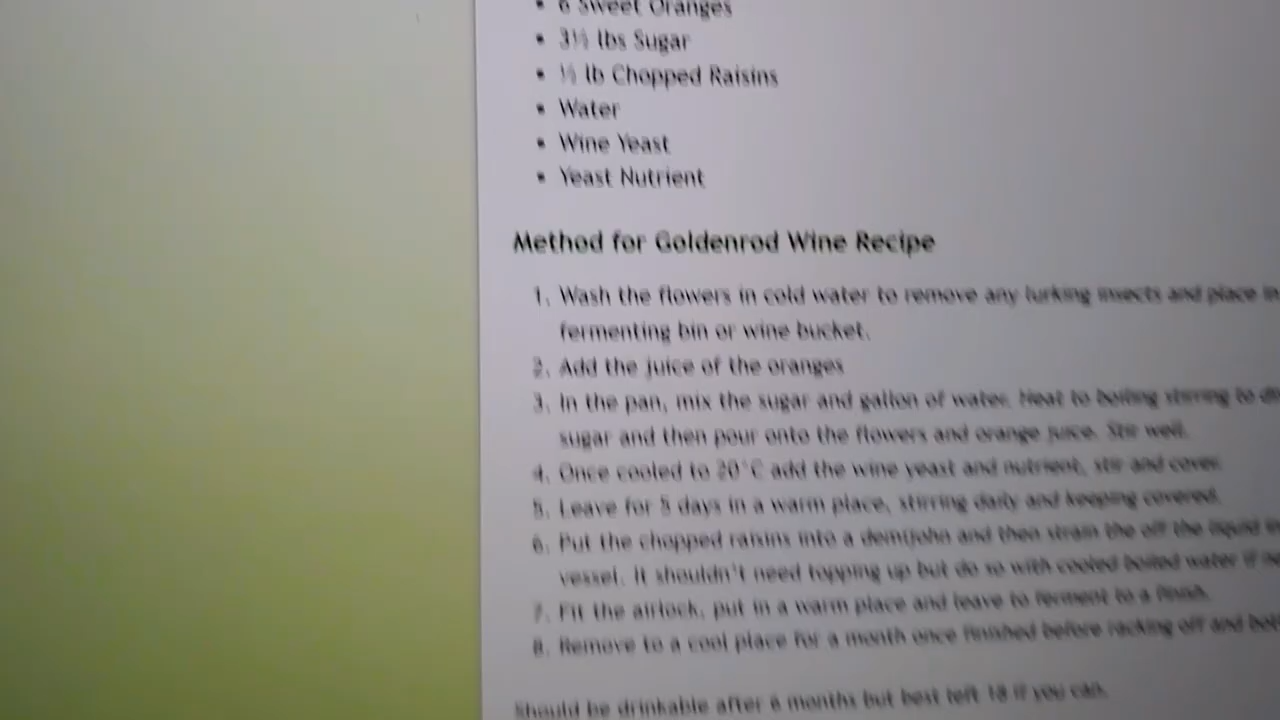 6 Sweet Oranges
3½ lbs Sugar
½ lb Chopped Raisins
Water
Wine Yeast
Yeast Nutrient
Method for Goldenrod Wine Recipe
1. Wash the flowers in cold water to remove any lurking insects and place in
fermenting bin or wine bucket.
2. Add the juice of the oranges
3. In the pan, mix the sugar and gallon of water. Heat to boiling stirring to
sugar and then pour onto the flowers and orange juice. Stir well.
4. Once cooled to 20°C add the wine yeast and nutrient, stir and cover.
5. Leave for 5 days in a warm place, stirring daily and keeping covered.
6. Put the chopped raisins into a demijohn and then strain the off the liquid
vessel. It shouldn't need topping up but do so with cooled boiled water if
7. Fit the airlock, put in a warm place and leave to ferment to a finish.
8. Remove to a cool place for a month once finished before racking off and
Should be drinkable after 6 months but best left 18 if you can.